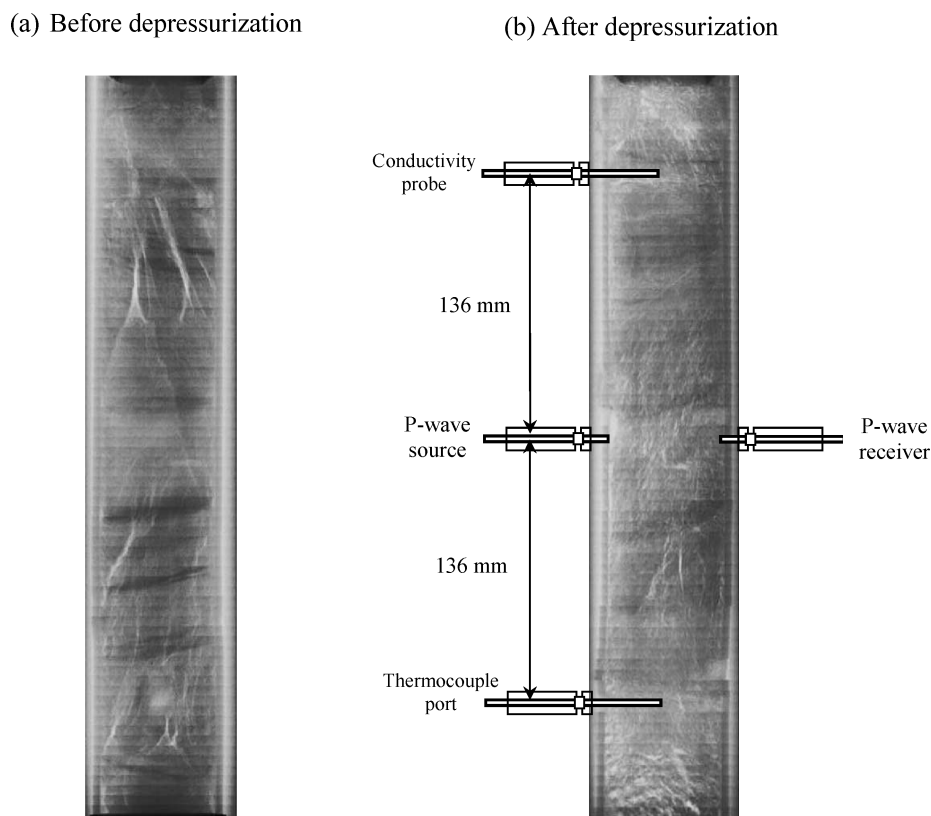 (a) Before depressurization
(b) After depressurization
Conductivity
probe
136 mm
P-wave
source
P-wave
receiver
136 mm
Thermocouple
port